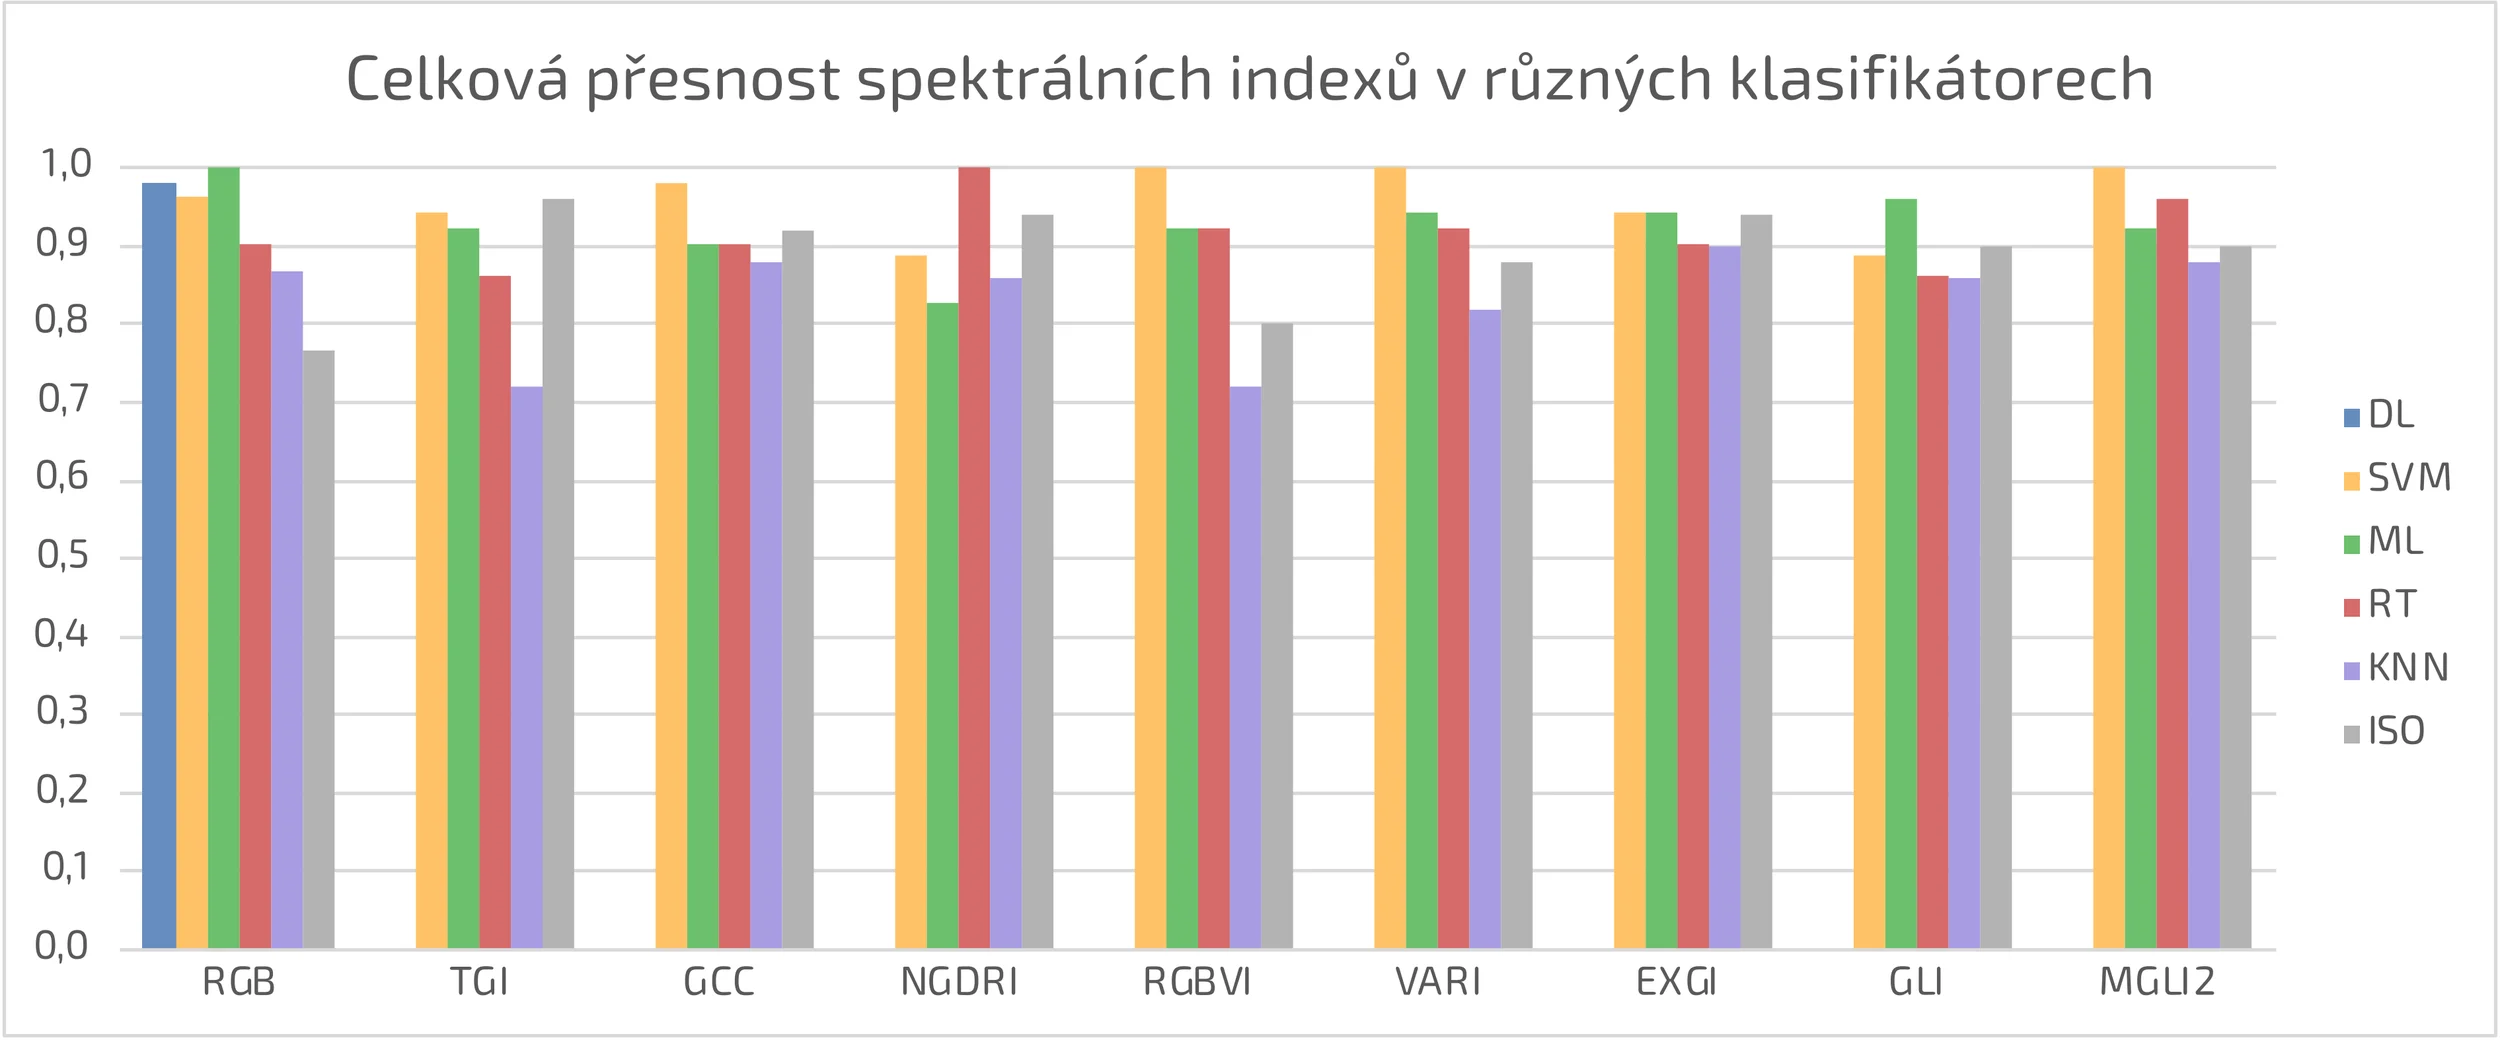 Celková přesnost spektrálních indexů v různých klasifikátorech
1,0
0,9
0,8
0,7
0,6
0,5
0,4
0,3
0,2
0,1
0,0
RGB TGI GCC NGDRI RGBVI VARI EXGI GLI MGLI2
DL
SVM
ML
RT
KNN
ISO